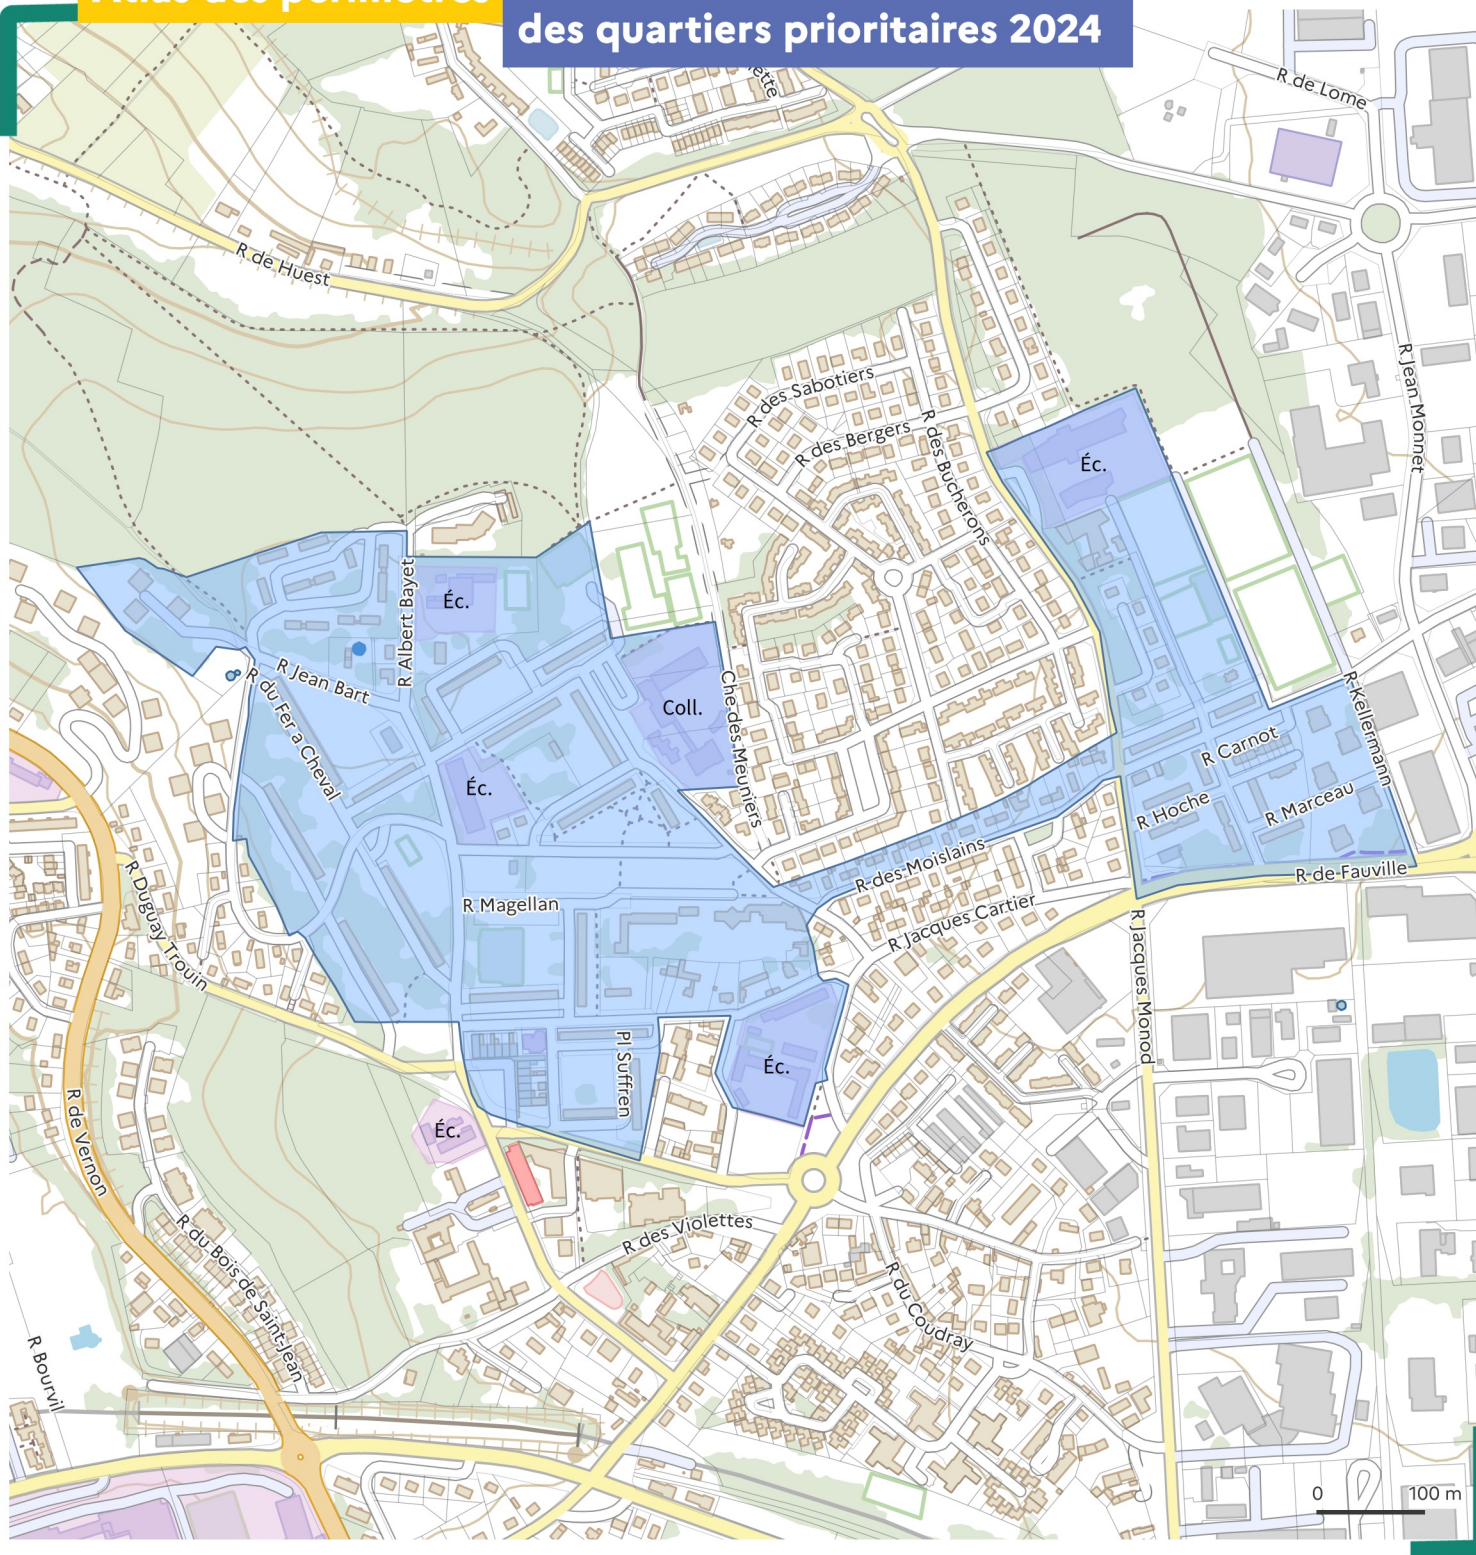 Atlas des périmètres
des quartiers prioritaires 2024
R de Lome
R de Huest
R Jean Monnet
R des Sabotiers
R des Bergers
R des Bucherons
Éc.
R Albert Bayet
Éc.
R Jean Bart
R du Fer a Cheval
Coll.
Che des Meuniers
Éc.
R Kellermann
R Carnot
R Hoche
R Marceau
R de Fauville
R des Moislains
R Jacques Cartier
R Magellan
R Duguay Trouin
R Jacques Monod
Pl Suffren
Éc.
Éc.
R de Vernon
R des Violettes
R du Bois de Saint-Jean
R du Coudray
R Bourvil
0 100 m